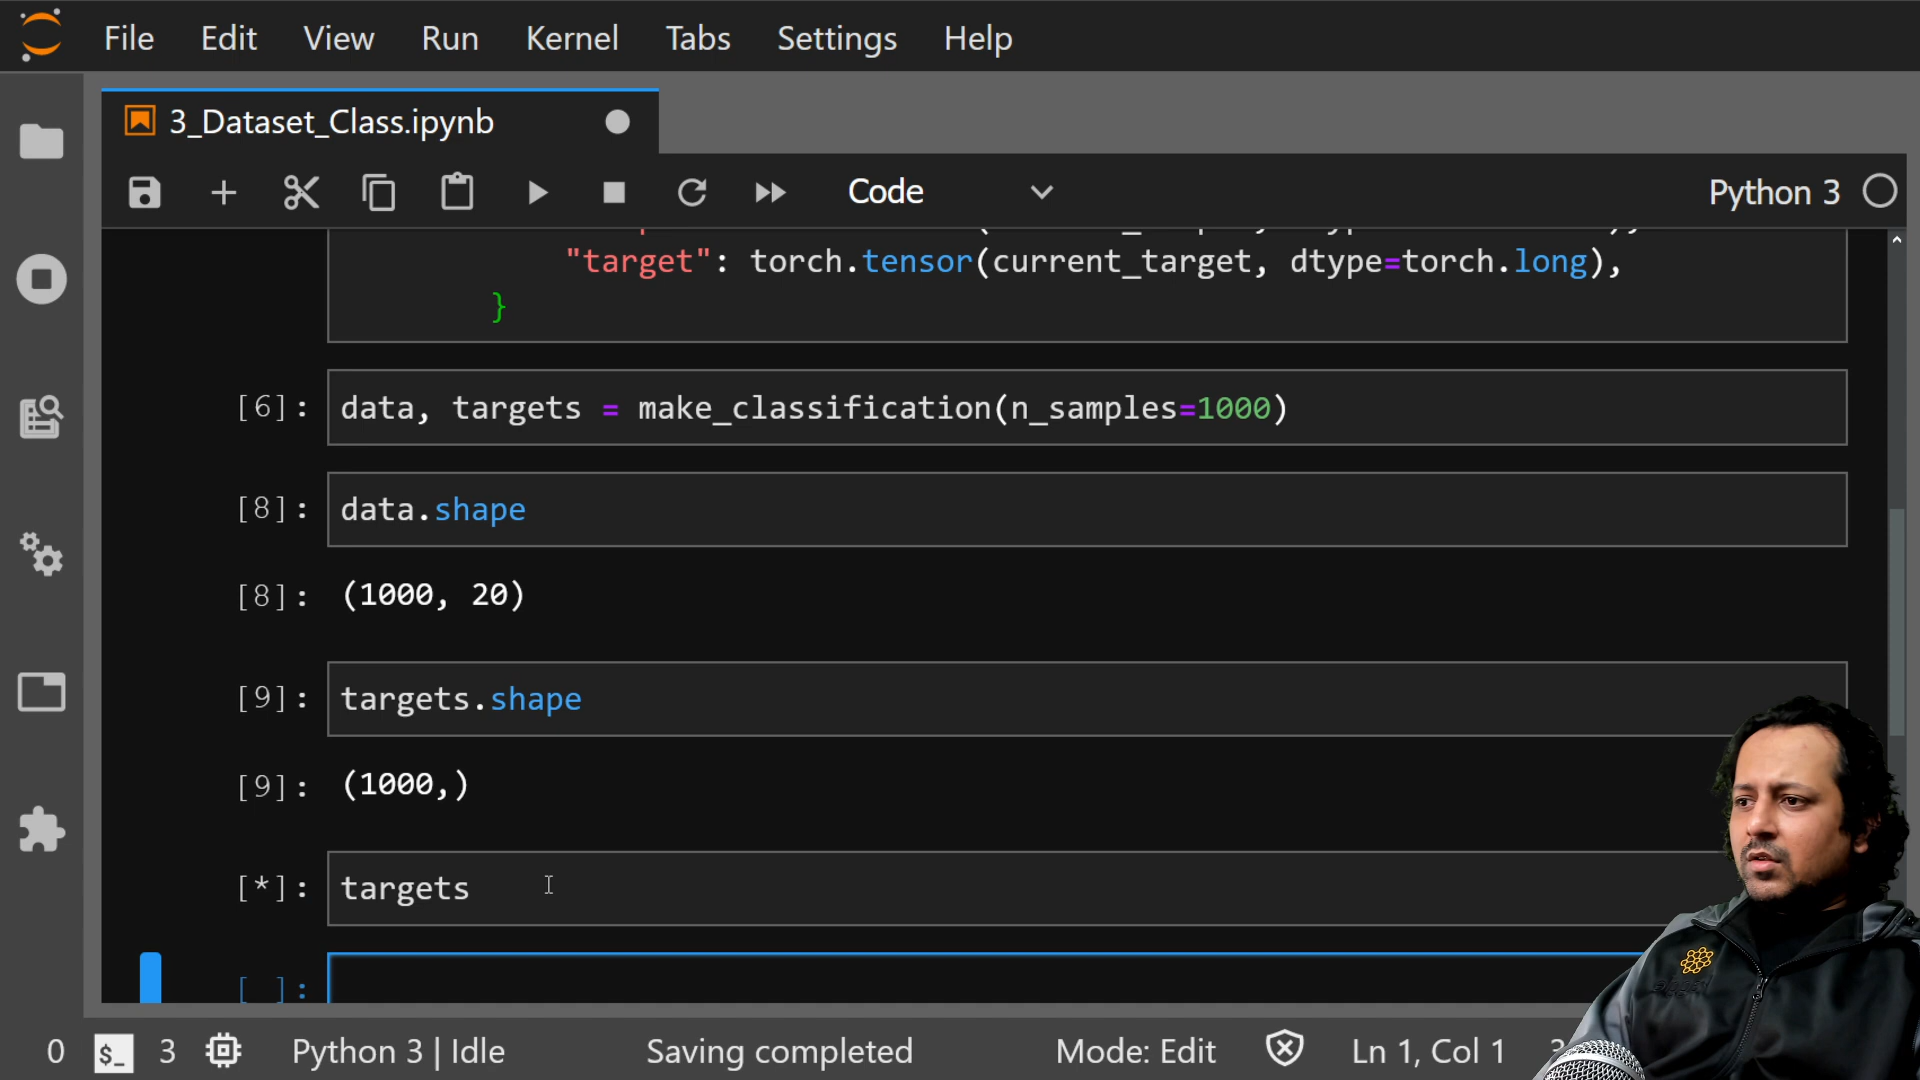 File Edit View Run Kernel Tabs Settings Help
3_Dataset_Class.ipynb
Code Python 3
"target": torch.tensor(current_target, dtype=torch.long),
}
[6]: data, targets = make_classification(n_samples=1000)
[8]: data.shape
[8]: (1000, 20)
[9]: targets.shape
[9]: (1000,)
[*]: targets
[ ]:
0 $_ 3 Python 3 | Idle Saving completed Mode: Edit Ln 1, Col 1